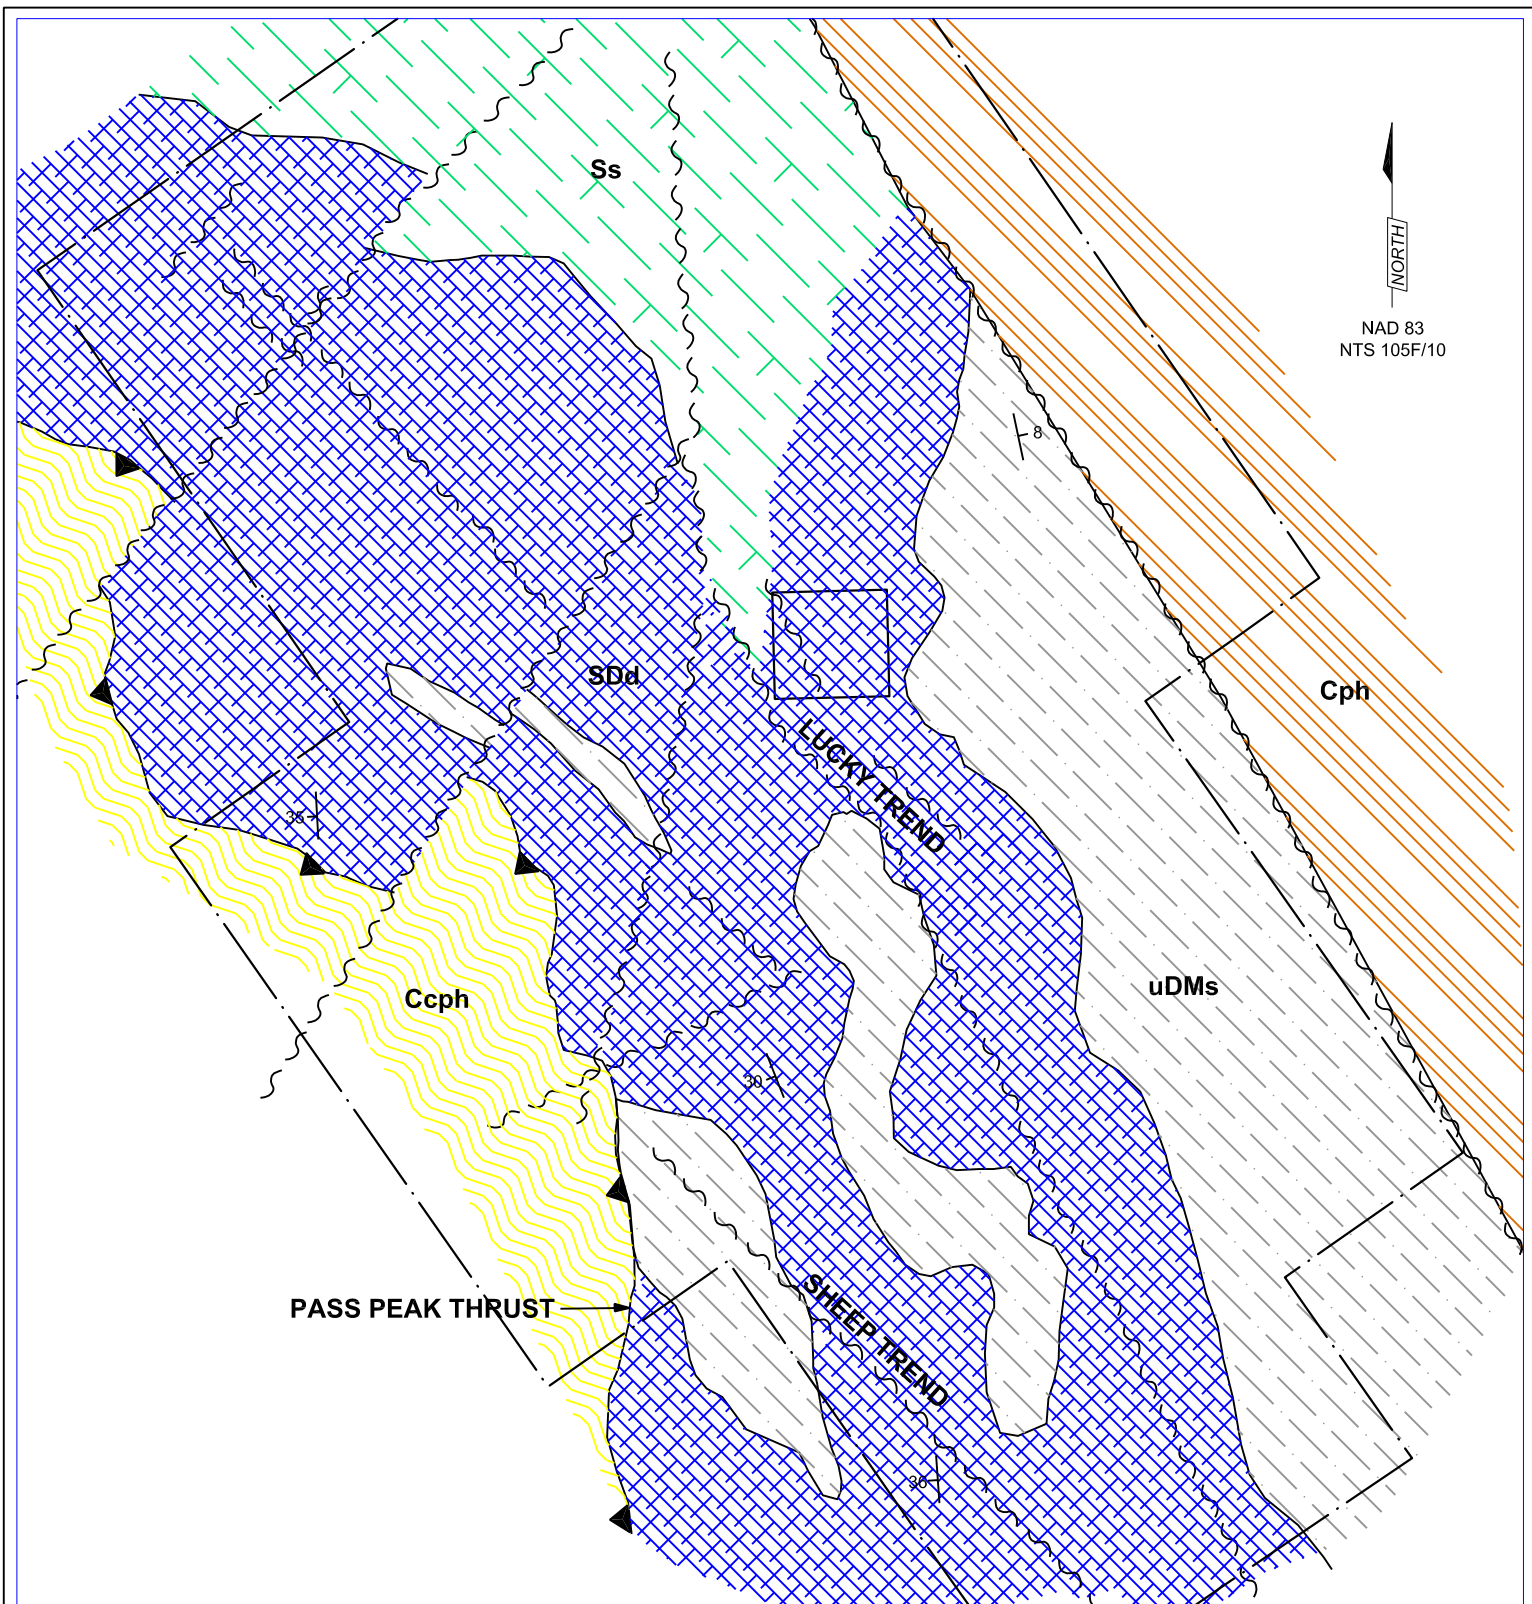 Ss
NORTH
NAD 83
NTS 105F/10
8
SDd
Cph
LUCKY TREND
35
uDMs
Ccph
30
PASS PEAK THRUST
SHEEP TREND
36